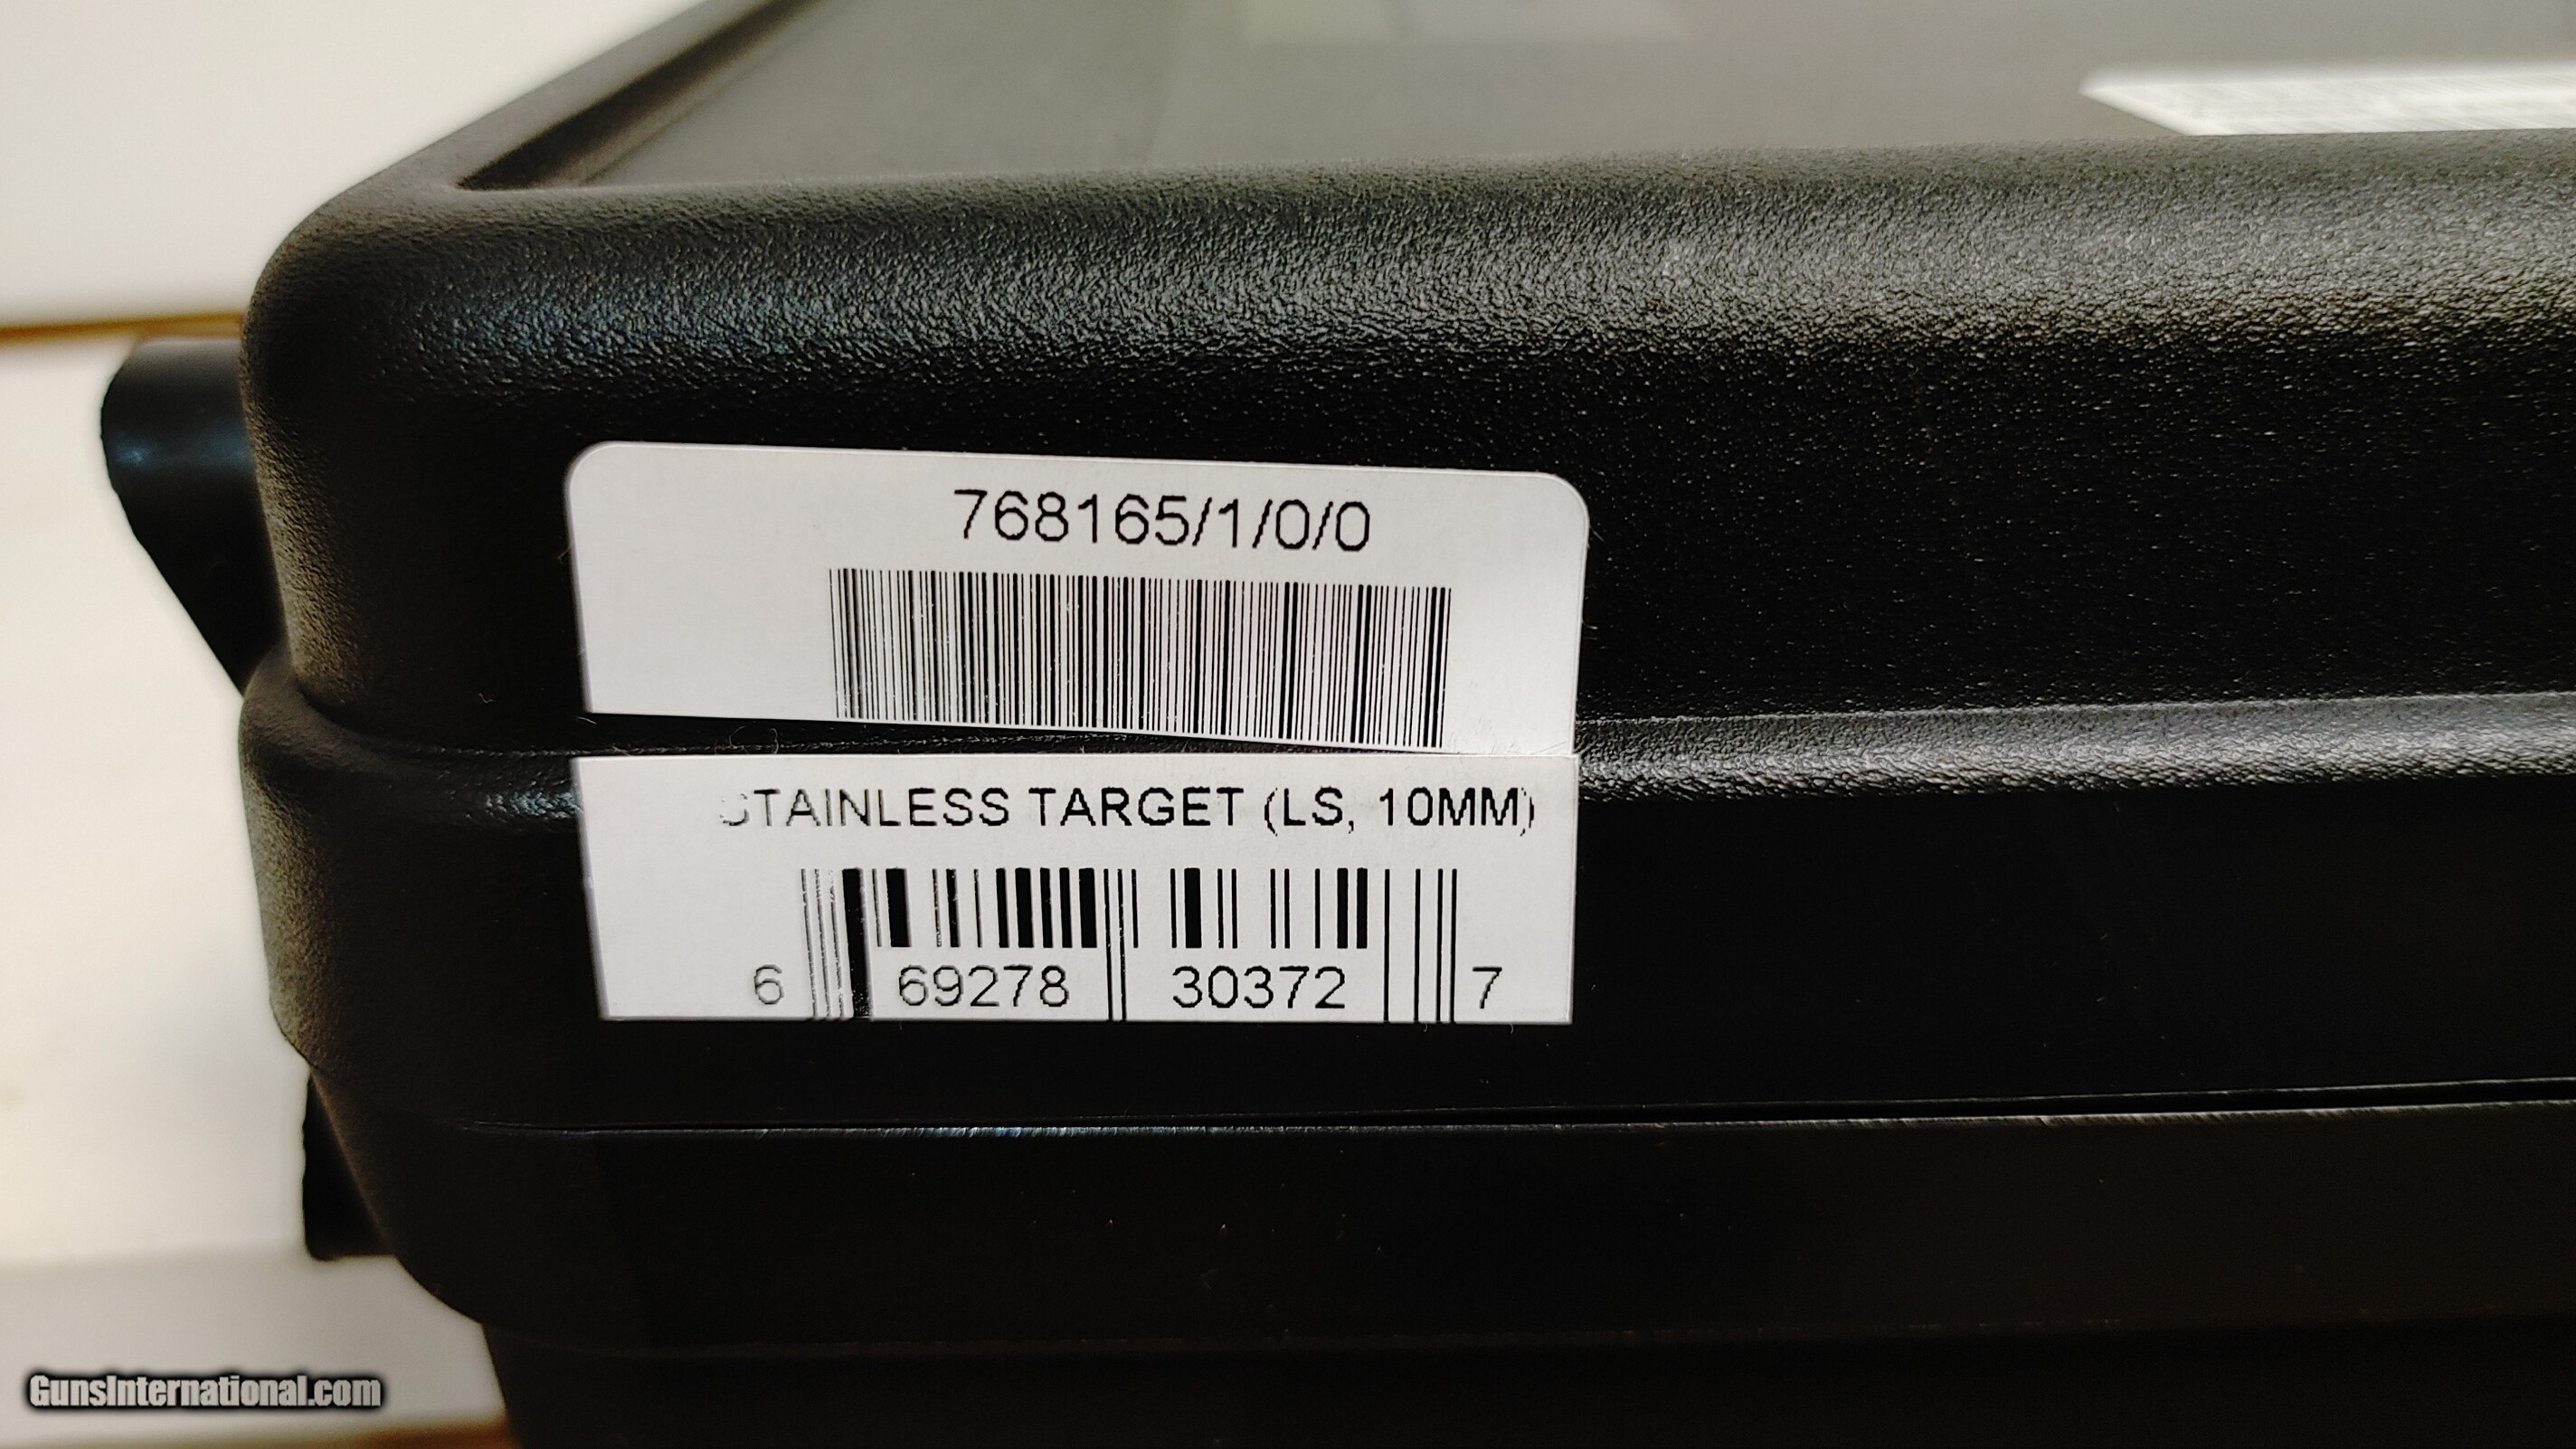 768165/1/0/0
STAINLESS TARGET (LS, 10MM)
6 69278 30372 7
GunsInternational.com